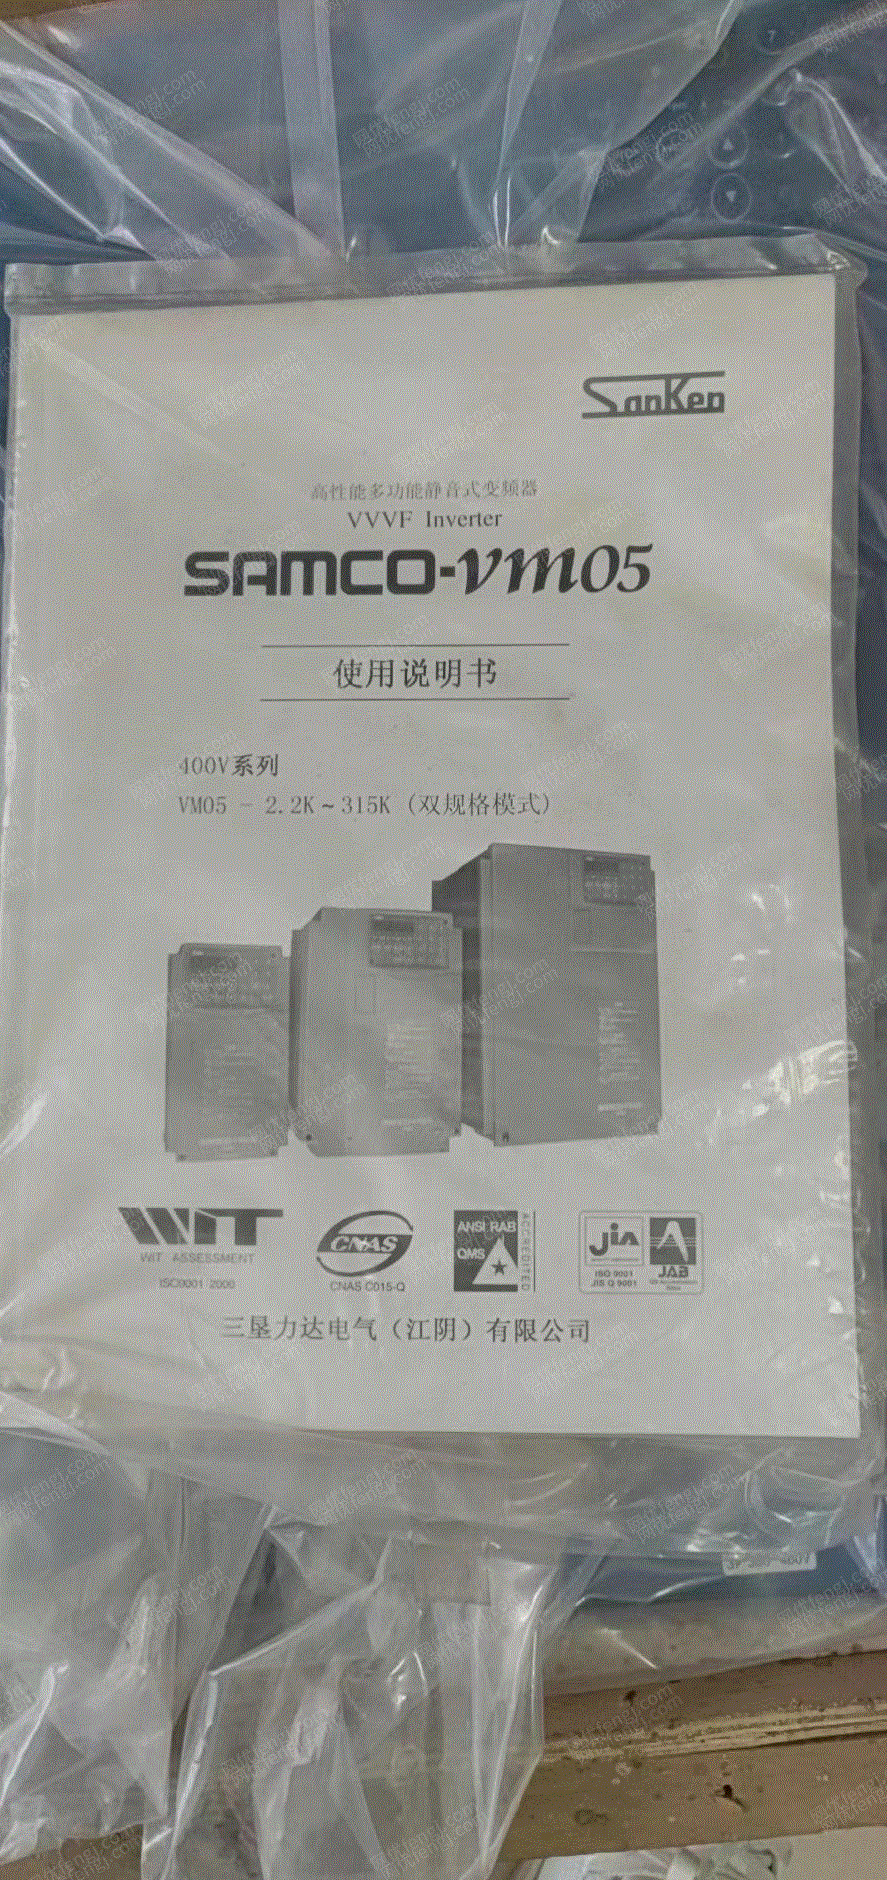 SanKen
高性能多功能静音式变频器
VVVF Inverter
SAMCO-VM05
使用说明书
400V系列
VM05 - 2.2K~315K (双规格模式)
WIT
WIT ASSESSMENT
ISO9001 2000
CNAS
CNAS C015-Q
ANSI RAB
QMS
ACCREDITED
JIA
ISO 9001
JIS Q 9001
JAB
三垦力达电气（江阴）有限公司